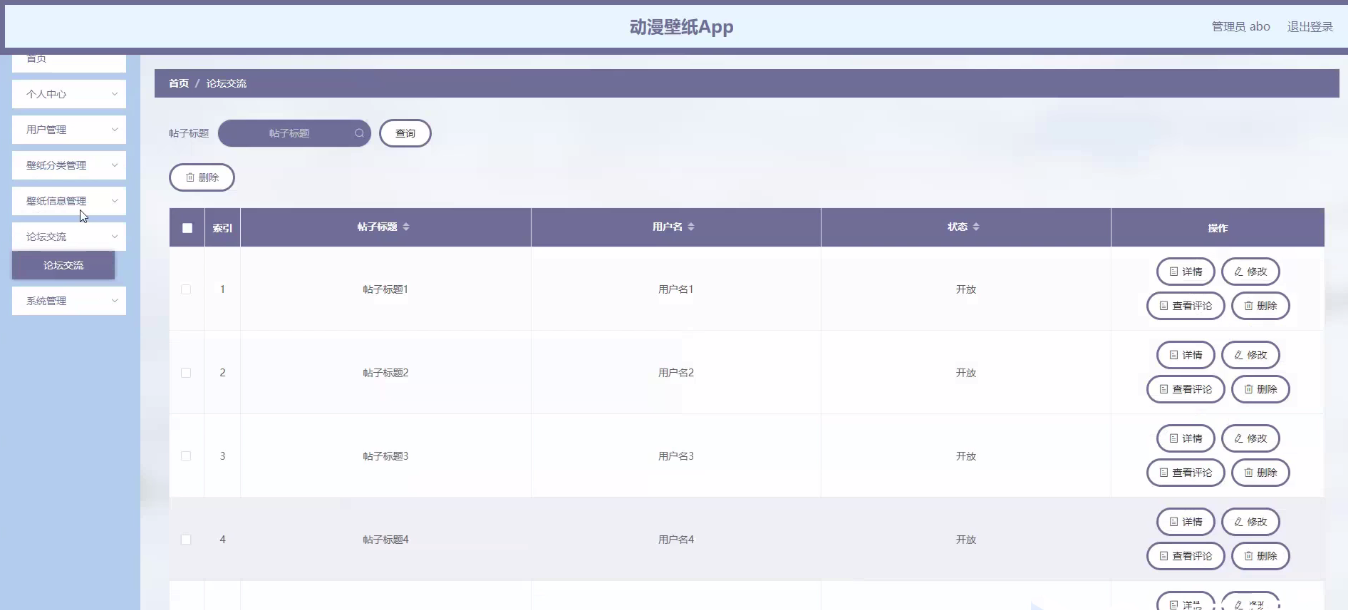 动漫壁纸App
管理员 abo 退出登录
首页
个人中心
用户管理
壁纸分类管理
壁纸信息管理
论坛交流
论坛交流
系统管理
首页 / 论坛交流
帖子标题 帖子标题 查询
删除
索引 帖子标题 用户名 状态 操作
1 帖子标题1 用户名1 开放 详情 修改
查看评论 删除
2 帖子标题2 用户名2 开放 详情 修改
查看评论 删除
3 帖子标题3 用户名3 开放 详情 修改
查看评论 删除
4 帖子标题4 用户名4 开放 详情 修改
查看评论 删除
详情 修改